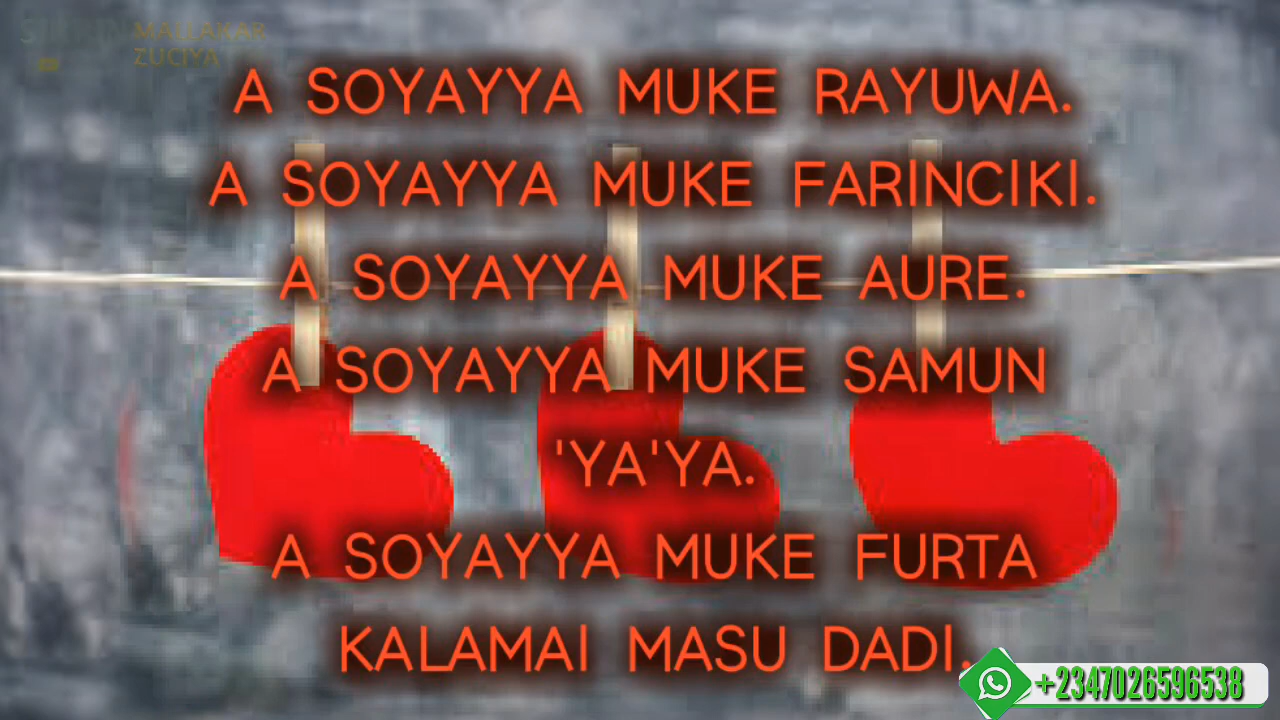 SIRRIN MALLAKAR
ZUCIYA
A SOYAYYA MUKE RAYUWA.
A SOYAYYA MUKE FARINCIKI.
A SOYAYYA MUKE AURE.
A SOYAYYA MUKE SAMUN
'YA'YA.
A SOYAYYA MUKE FURTA
KALAMAI MASU DADI.
+2347026596538